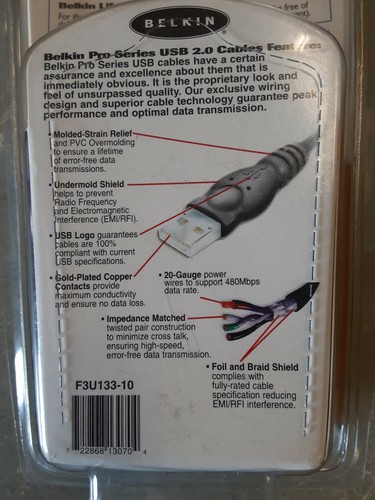 Belkin
BELKIN
Belkin Pro Series USB 2.0 Cables Features
Belkin Pro Series USB cables have a certain
assurance and excellence about them that is
immediately obvious. It is the proprietary look and
feel of unsurpassed quality. Our exclusive wiring
design and superior cable technology guarantee peak
performance and optimal data transmission.
• Molded-Strain Relief
and PVC Overmolding
to ensure a lifetime
of error-free data
transmissions.
• Undermold Shield
helps to prevent
Radio Frequency
and Electromagnetic
Interference (EMI/RFI).
• USB Logo guarantees
cables are 100%
compliant with current
USB specifications.
• Gold-Plated Copper
Contacts provide
maximum conductivity
and ensure no data loss.
• 20-Gauge power
wires to support 480Mbps
data rate.
• Impedance Matched
twisted pair construction
to minimize cross talk,
ensuring high-speed,
error-free data transmission.
• Foil and Braid Shield
complies with
fully-rated cable
specification reducing
EMI/RFI interference.
F3U133-10
7 22868 13070 4